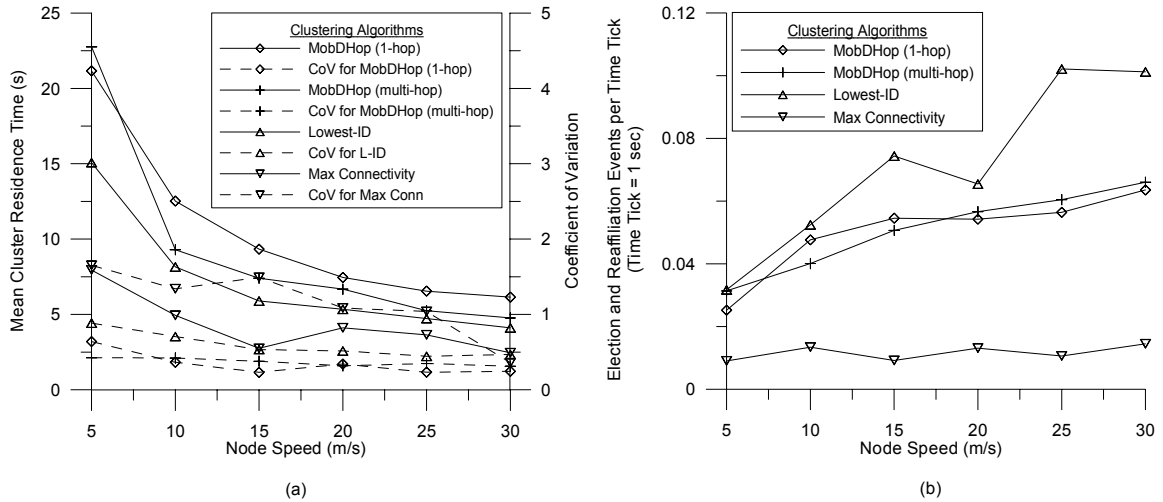 25
20
15
10
5
0
Mean Cluster Residence Time (s)
Clustering Algorithms
MobDHop (1-hop)
CoV for MobDHop (1-hop)
MobDHop (multi-hop)
CoV for MobDHop (multi-hop)
Lowest-ID
CoV for L-ID
Max Connectivity
CoV for Max Conn
5
4
3
2
1
0
Coefficient of Variation
5 10 15 20 25 30
Node Speed (m/s)
(a)
0.12
0.08
0.04
0
Election and Reaffiliation Events per Time Tick
(Time Tick = 1 sec)
Clustering Algorithms
MobDHop (1-hop)
MobDHop (multi-hop)
Lowest-ID
Max Connectivity
5 10 15 20 25 30
Node Speed (m/s)
(b)